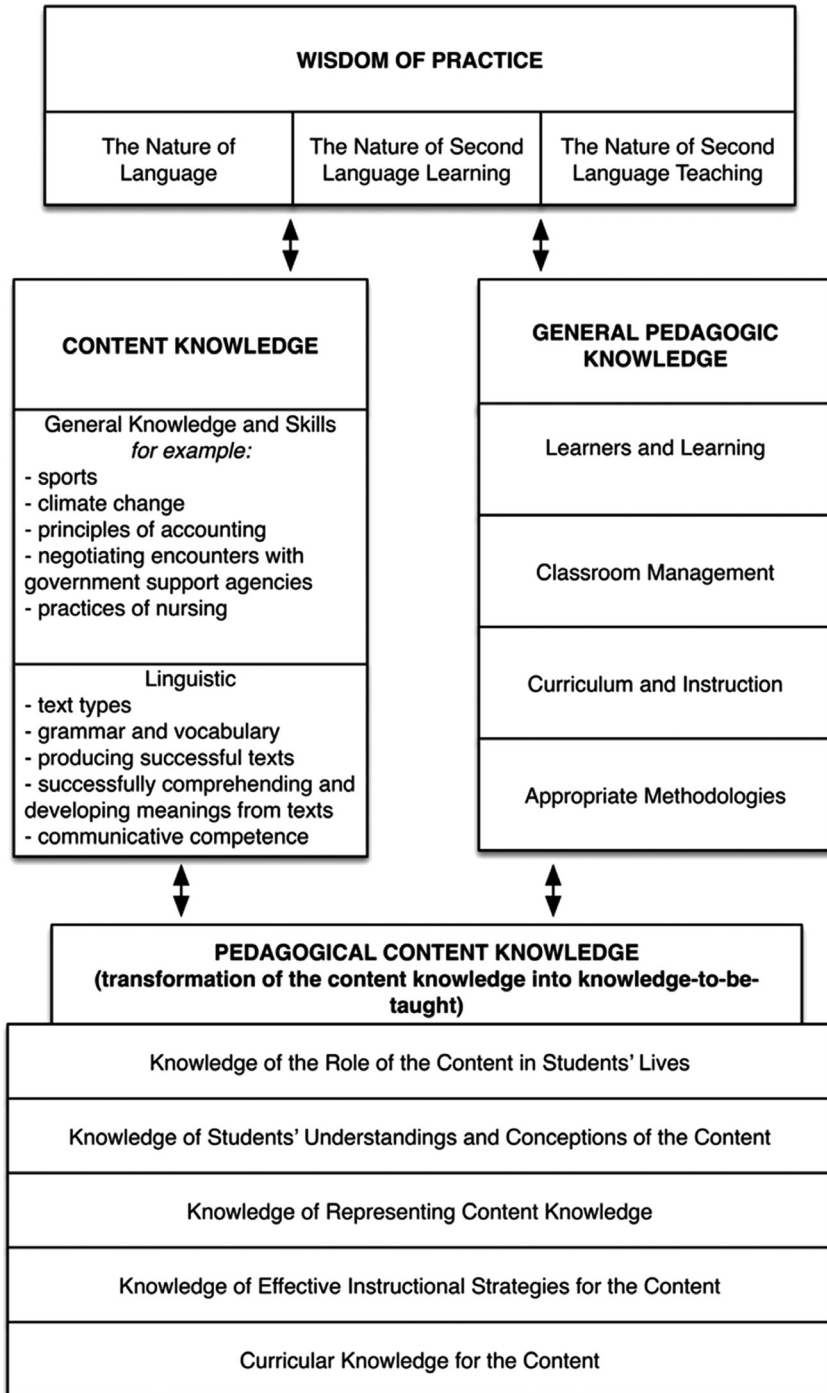 WISDOM OF PRACTICE
The Nature of
Language
The Nature of Second
Language Learning
The Nature of Second
Language Teaching
CONTENT KNOWLEDGE
General Knowledge and Skills
for example:
- sports
- climate change
- principles of accounting
- negotiating encounters with
government support agencies
- practices of nursing
Linguistic
- text types
- grammar and vocabulary
- producing successful texts
- successfully comprehending and
developing meanings from texts
- communicative competence
GENERAL PEDAGOGIC
KNOWLEDGE
Learners and Learning
Classroom Management
Curriculum and Instruction
Appropriate Methodologies
PEDAGOGICAL CONTENT KNOWLEDGE
(transformation of the content knowledge into knowledge-to-be-
taught)
Knowledge of the Role of the Content in Students’ Lives
Knowledge of Students’ Understandings and Conceptions of the Content
Knowledge of Representing Content Knowledge
Knowledge of Effective Instructional Strategies for the Content
Curricular Knowledge for the Content